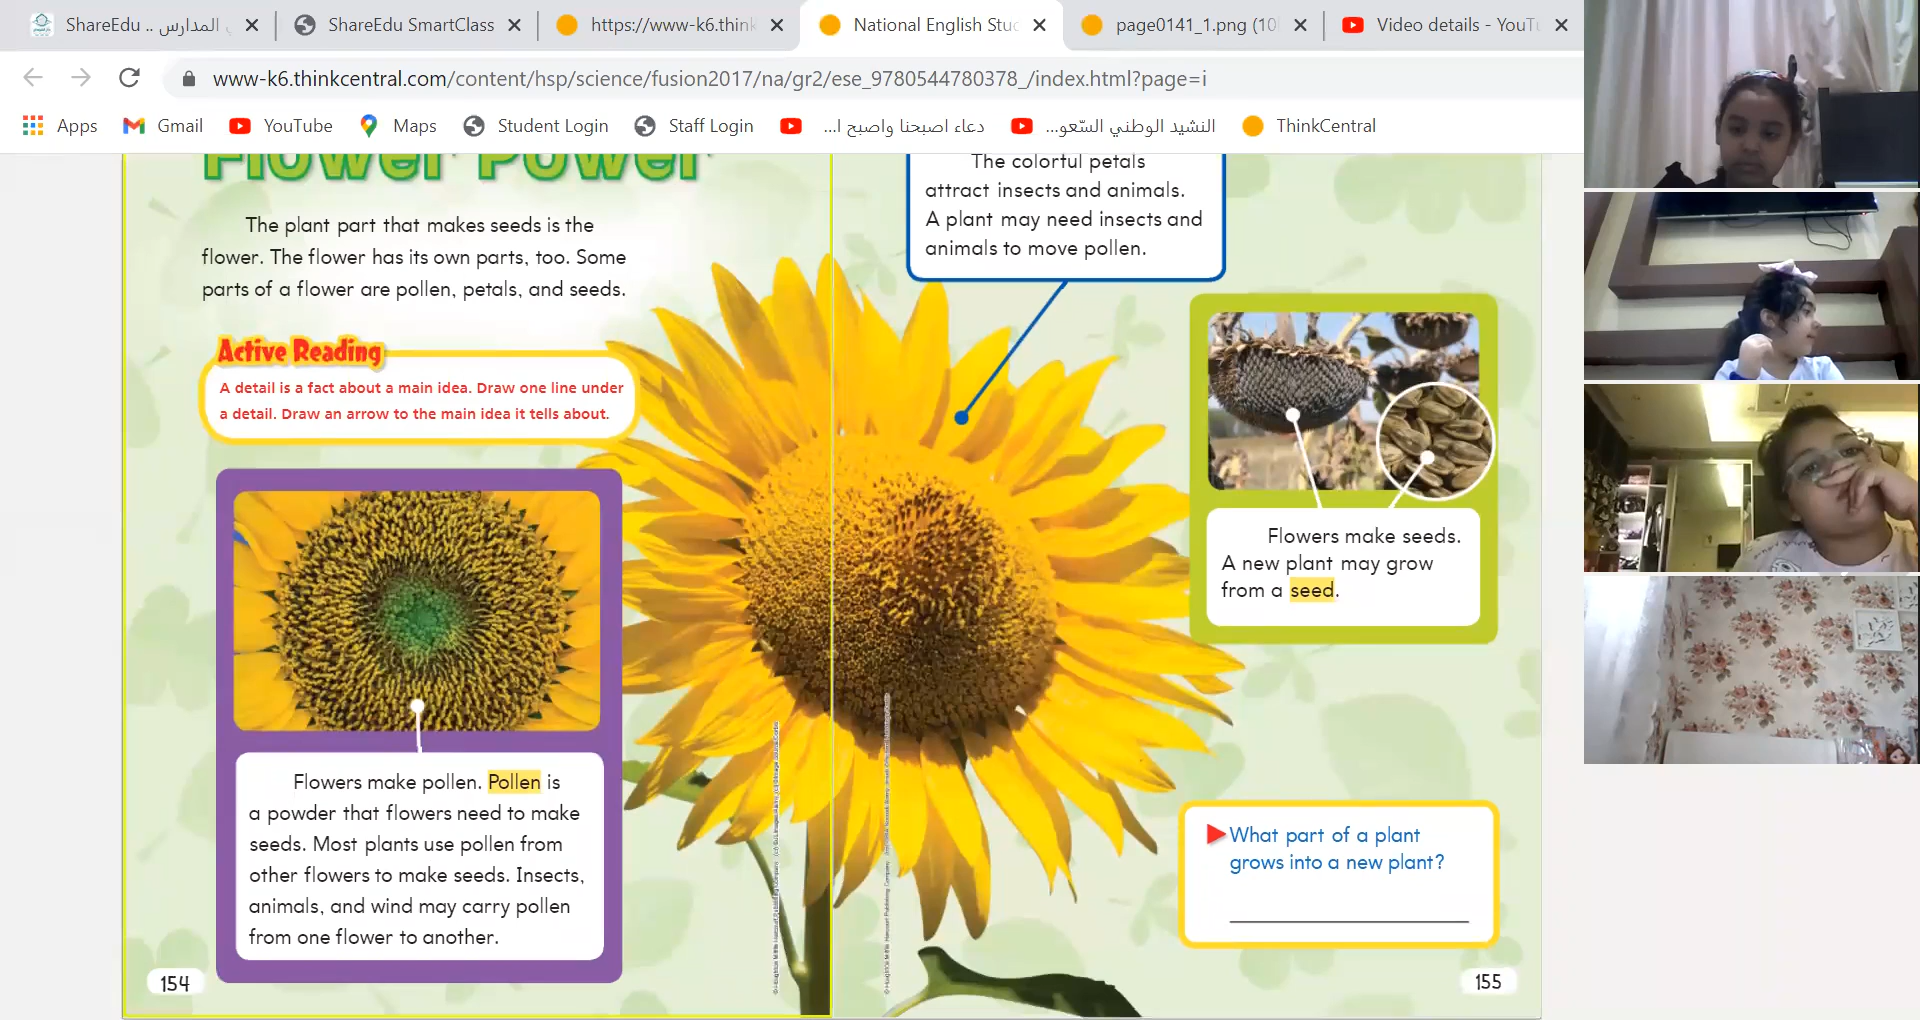 ShareEdu .. ي المدارس
ShareEdu SmartClass
https://www-k6.think
National English Stud
page0141_1.png (10
Video details - YouTu
www-k6.thinkcentral.com/content/hsp/science/fusion2017/na/gr2/ese_9780544780378_/index.html?page=i
Apps
Gmail
YouTube
Maps
Student Login
Staff Login
دعاء اصبحنا واصبح ا...
النشيد الوطني السّعو...
ThinkCentral
Flower Power
The plant part that makes seeds is the
flower. The flower has its own parts, too. Some
parts of a flower are pollen, petals, and seeds.
Active Reading
A detail is a fact about a main idea. Draw one line under
a detail. Draw an arrow to the main idea it tells about.
Flowers make pollen. Pollen is
a powder that flowers need to make
seeds. Most plants use pollen from
other flowers to make seeds. Insects,
animals, and wind may carry pollen
from one flower to another.
154
The colorful petals
attract insects and animals.
A plant may need insects and
animals to move pollen.
Flowers make seeds.
A new plant may grow
from a seed.
What part of a plant
grows into a new plant?
155